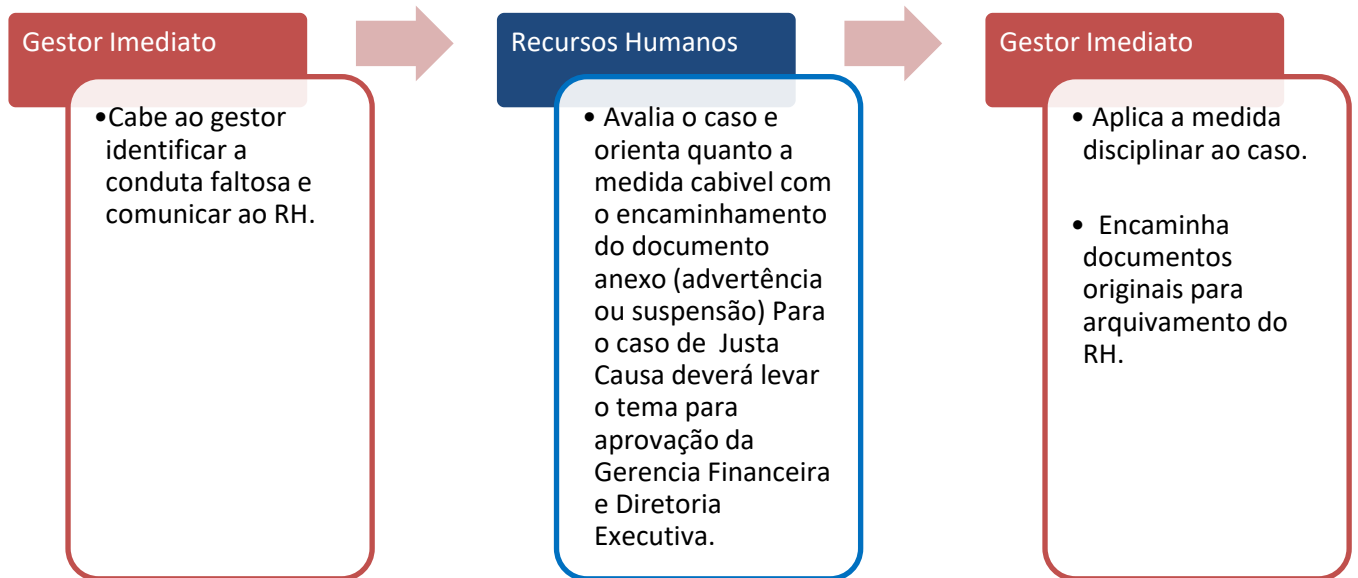 Gestor Imediato
•Cabe ao gestor
identificar a
conduta faltosa e
comunicar ao RH.
Recursos Humanos
• Avalia o caso e
orienta quanto a
medida cabivel com
o encaminhamento
do documento
anexo (advertência
ou suspensão) Para
o caso de Justa
Causa deverá levar
o tema para
aprovação da
Gerencia Financeira
e Diretoria
Executiva.
Gestor Imediato
• Aplica a medida
disciplinar ao caso.
• Encaminha
documentos
originais para
arquivamento do
RH.